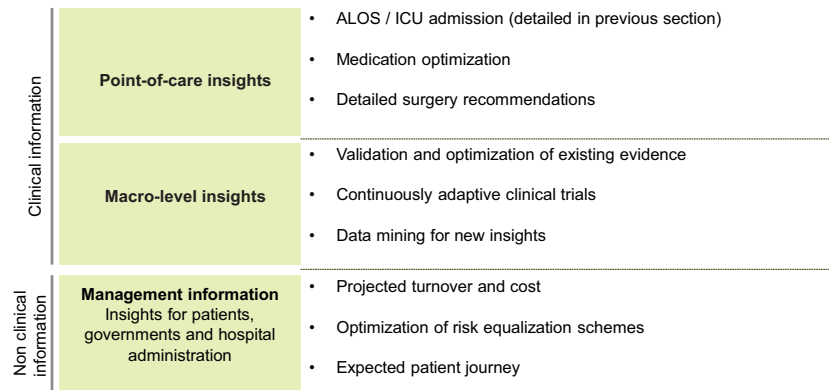 Clinical information
Point-of-care insights
• ALOS / ICU admission (detailed in previous section)
• Medication optimization
• Detailed surgery recommendations
Macro-level insights
• Validation and optimization of existing evidence
• Continuously adaptive clinical trials
• Data mining for new insights
Non clinical
information
Management information
Insights for patients,
governments and hospital
administration
• Projected turnover and cost
• Optimization of risk equalization schemes
• Expected patient journey